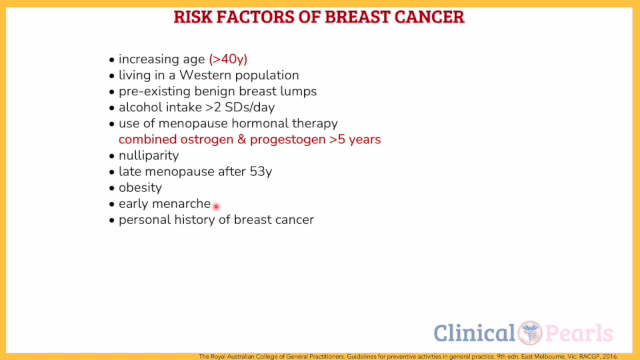 RISK FACTORS OF BREAST CANCER
• increasing age (>40y)
• living in a Western population
• pre-existing benign breast lumps
• alcohol intake >2 SDs/day
• use of menopause hormonal therapy
combined ostrogen & progestogen >5 years
• nulliparity
• late menopause after 53y
• obesity
• early menarche
• personal history of breast cancer
Clinical Pearls
The Royal Australian College of General Practitioners. Guidelines for preventive activities in general practice. 9th edn. East Melbourne, Vic: RACGP, 2016.